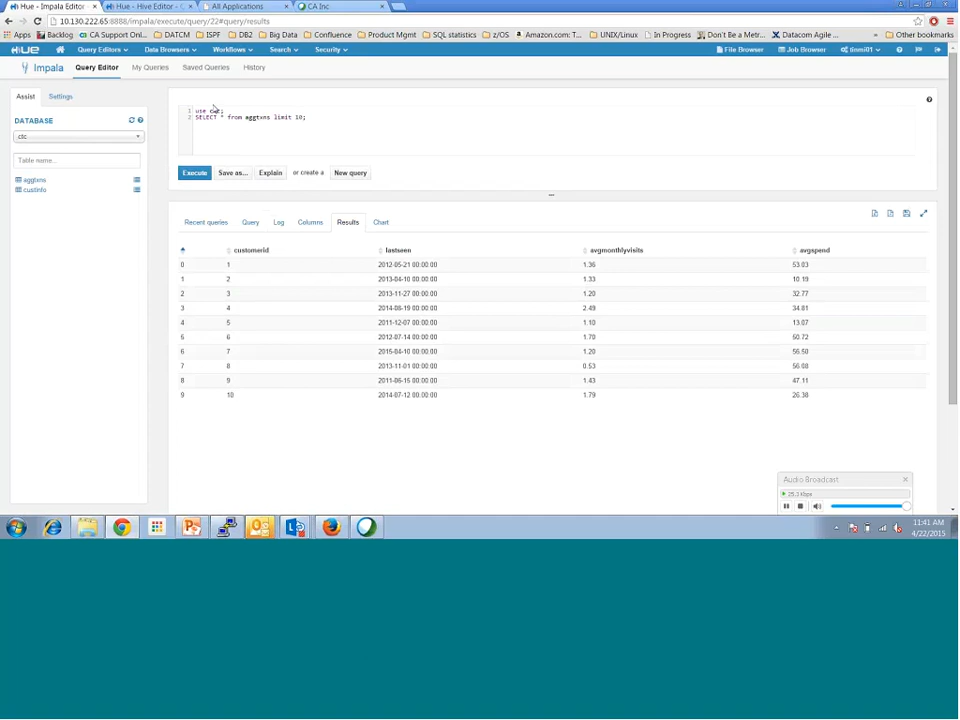 Hue - Impala Editor
Hue - Hive Editor - C
All Applications
CA Inc
10.130.222.65:8888/impala/execute/query/22#query/results
Apps Backlog CA Support Onl... DATCM ISPF DB2 Big Data Confluence Product Mgmt SQL statistics z/OS Amazon.com: T... UNIX/Linux In Progress Don't Be a Metr... Datacom Agile ... » Other bookmarks
HUE Query Editors Data Browsers Workflows Search Security File Browser Job Browser tinmi01
Impala Query Editor My Queries Saved Queries History
Assist Settings
DATABASE
ctc
Table name...
aggtxns
custinfo
1 use
2 SELECT * from aggtxns limit 10;
Execute Save as... Explain or create a New query
Recent queries Query Log Columns Results Chart
customerid lastseen avgmonthlyvisits avgspend
0 1 2012-05-21 00:00:00 1.36 53.03
1 2 2013-04-10 00:00:00 1.33 10.19
2 3 2013-11-27 00:00:00 1.20 32.77
3 4 2014-08-19 00:00:00 2.49 34.81
4 5 2011-12-07 00:00:00 1.10 13.07
5 6 2012-07-14 00:00:00 1.70 50.72
6 7 2015-04-10 00:00:00 1.20 56.50
7 8 2013-11-01 00:00:00 0.53 56.08
8 9 2011-06-15 00:00:00 1.43 47.11
9 10 2014-07-12 00:00:00 1.79 26.38
Audio Broadcast
25.3 Kbps
11:41 AM
4/22/2015